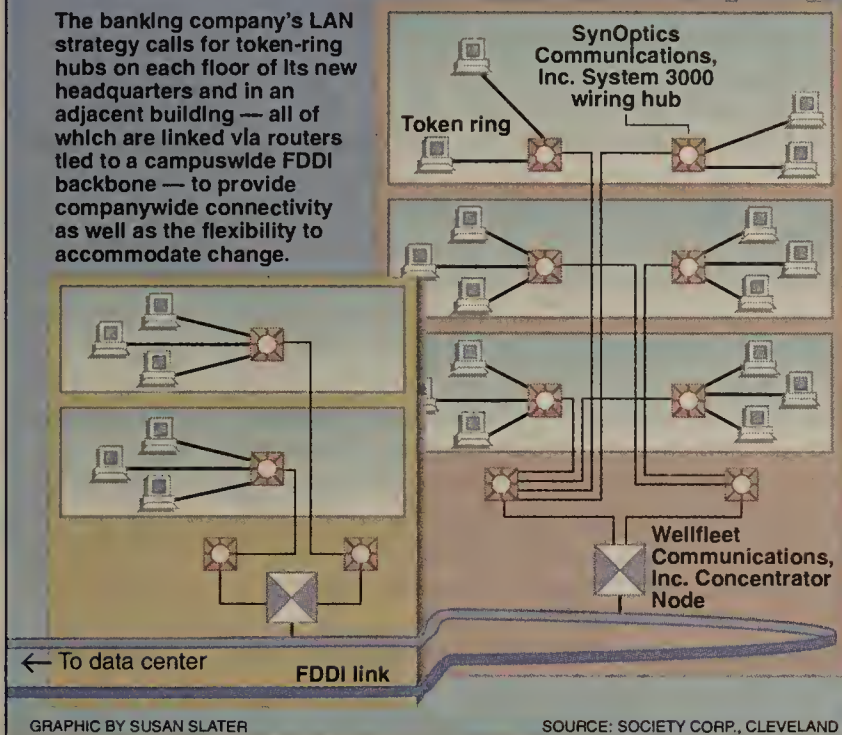 The banking company's LAN
strategy calls for token-ring
hubs on each floor of its new
headquarters and in an
adjacent building — all of
which are linked via routers
tied to a campuswide FDDI
backbone — to provide
companywide connectivity
as well as the flexibility to
accommodate change.
SynOptics
Communications,
Inc. System 3000
wiring hub
Token ring
Wellfleet
Communications,
Inc. Concentrator
Node
← To data center
FDDI link
GRAPHIC BY SUSAN SLATER
SOURCE: SOCIETY CORP., CLEVELAND